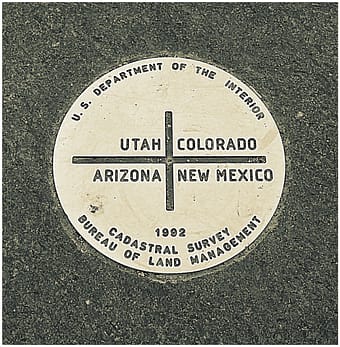 U.S. DEPARTMENT OF THE INTERIOR
UTAH COLORADO
ARIZONA NEW MEXICO
1992
CADASTRAL SURVEY
BUREAU OF LAND MANAGEMENT